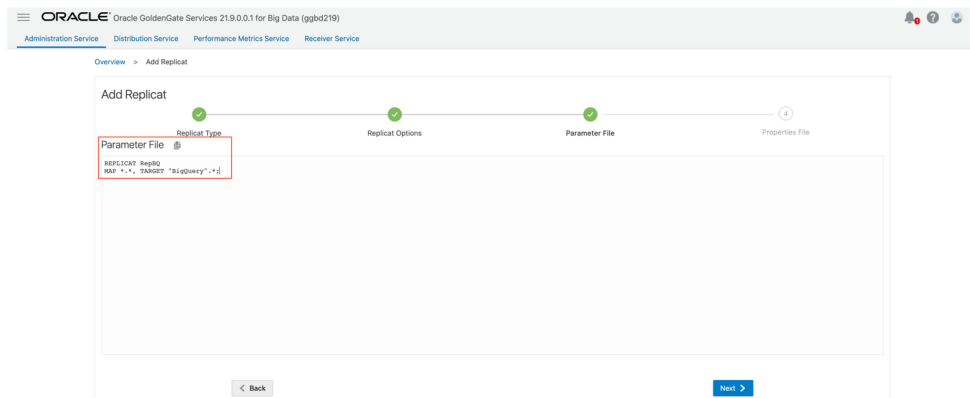 ORACLE Oracle GoldenGate Services 21.9.0.0.1 for Big Data (ggbd219)
1
Administration Service Distribution Service Performance Metrics Service Receiver Service
Overview > Add Replicat
Add Replicat
4
Replicat Type Replicat Options Parameter File Properties File
Parameter File
REPLICAT RepBQ
MAP *.*, TARGET "BigQuery".*;
< Back Next >